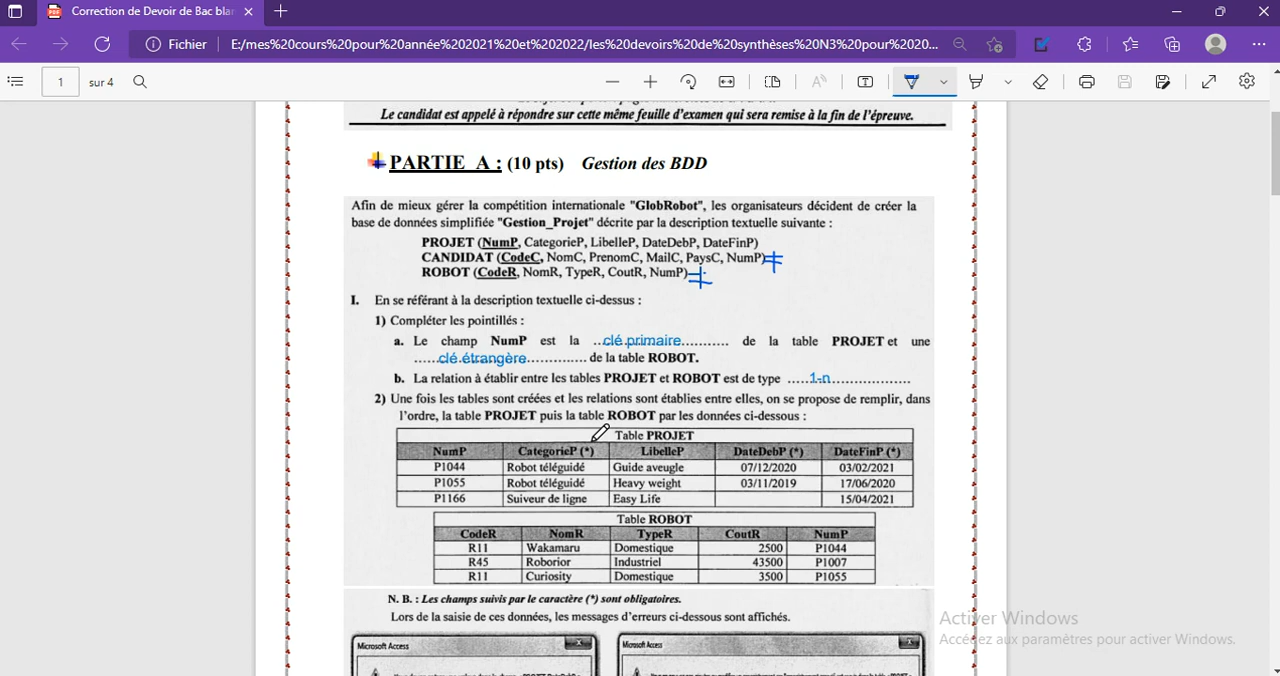 Correction de Devoir de Bac bla
Fichier
E:/mes%20cours%20pour%20année%202021%20et%202022/les%20devoirs%20de%20synthèses%20N3%20pour%2020...
1 sur 4
Le candidat est appelé à répondre sur cette même feuille d'examen qui sera remise à la fin de l'épreuve.
PARTIE A : (10 pts) Gestion des BDD
Afin de mieux gérer la compétition internationale "GlobRobot", les organisateurs décident de créer la
base de données simplifiée "Gestion_Projet" décrite par la description textuelle suivante :
PROJET (NumP, CategorieP, LibelleP, DateDebP, DateFinP)
CANDIDAT (CodeC, NomC, PrenomC, MailC, PaysC, NumP)#
ROBOT (CodeR, NomR, TypeR, CoutR, NumP)#
I. En se référant à la description textuelle ci-dessus :
1) Compléter les pointillés :
a. Le champ NumP est la ..clé.primaire........... de la table PROJET et une
.....clé.étrangère.............. de la table ROBOT.
b. La relation à établir entre les tables PROJET et ROBOT est de type .....1-n...................
2) Une fois les tables sont créées et les relations sont établies entre elles, on se propose de remplir, dans
l'ordre, la table PROJET puis la table ROBOT par les données ci-dessous :
Table PROJET
NumP CategorieP (*) LibelleP DateDebP (*) DateFinP (*)
P1044 Robot téléguidé Guide aveugle 07/12/2020 03/02/2021
P1055 Robot téléguidé Heavy weight 03/11/2019 17/06/2020
P1166 Suiveur de ligne Easy Life 15/04/2021
Table ROBOT
CodeR NomR TypeR CoutR NumP
R11 Wakamaru Domestique 2500 P1044
R45 Roborior Industriel 43500 P1007
R11 Curiosity Domestique 3500 P1055
N. B. : Les champs suivis par le caractère (*) sont obligatoires.
Lors de la saisie de ces données, les messages d'erreurs ci-dessous sont affichés.
Activer Windows
Accédez aux paramètres pour activer Windows.
Microsoft Access
Microsoft Access